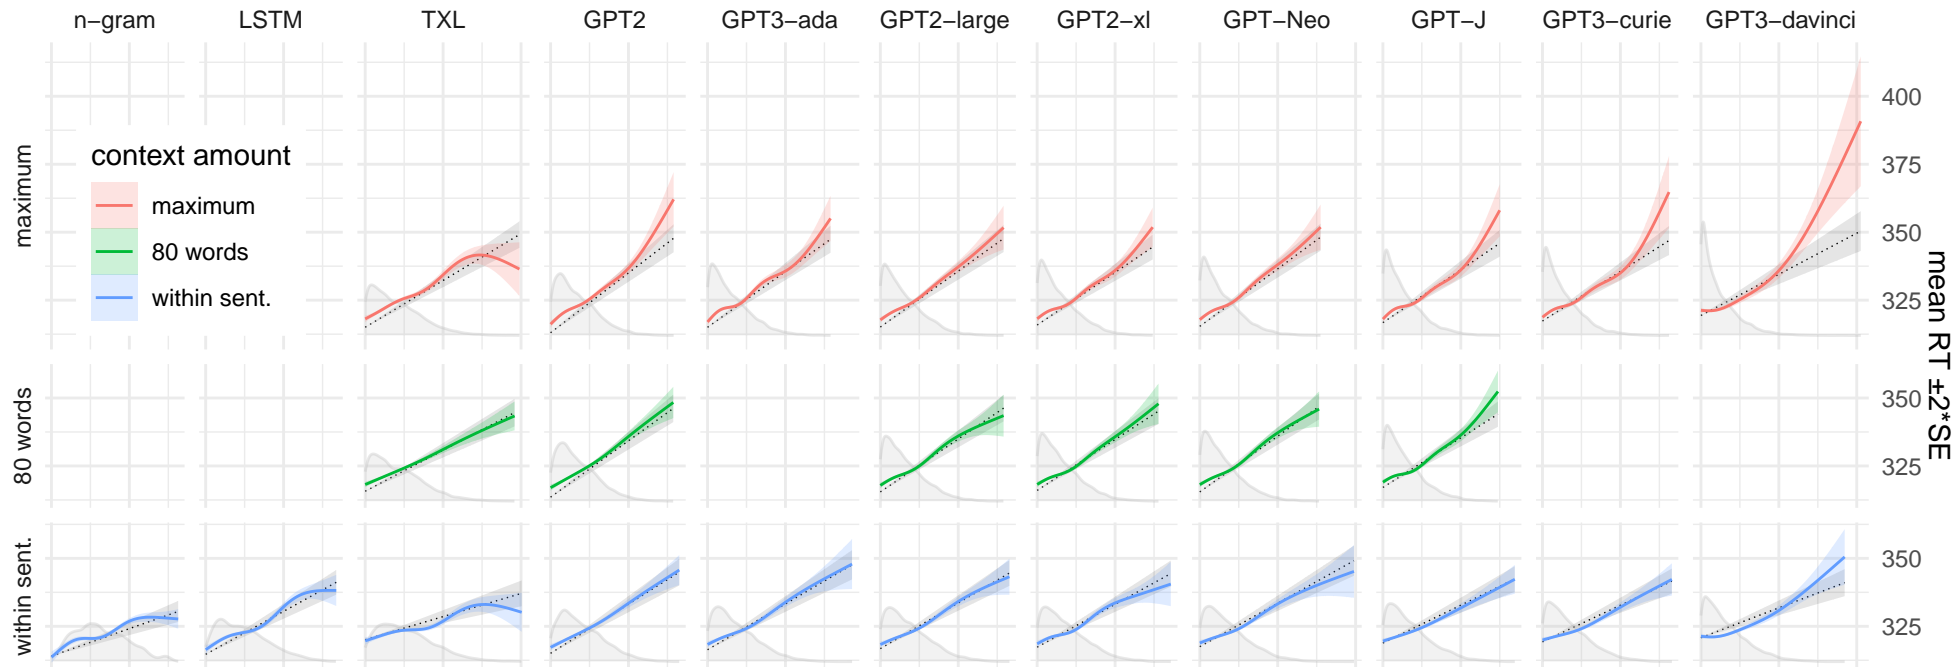 n−gram LSTM TXL GPT2 GPT3−ada GPT2−large GPT2−xl GPT−Neo GPT−J GPT3−curie GPT3−davinci
maximum
context amount
maximum
80 words
within sent.
400
375
350
325
80 words
350
325
within sent.
350
325
mean RT ±2*SE